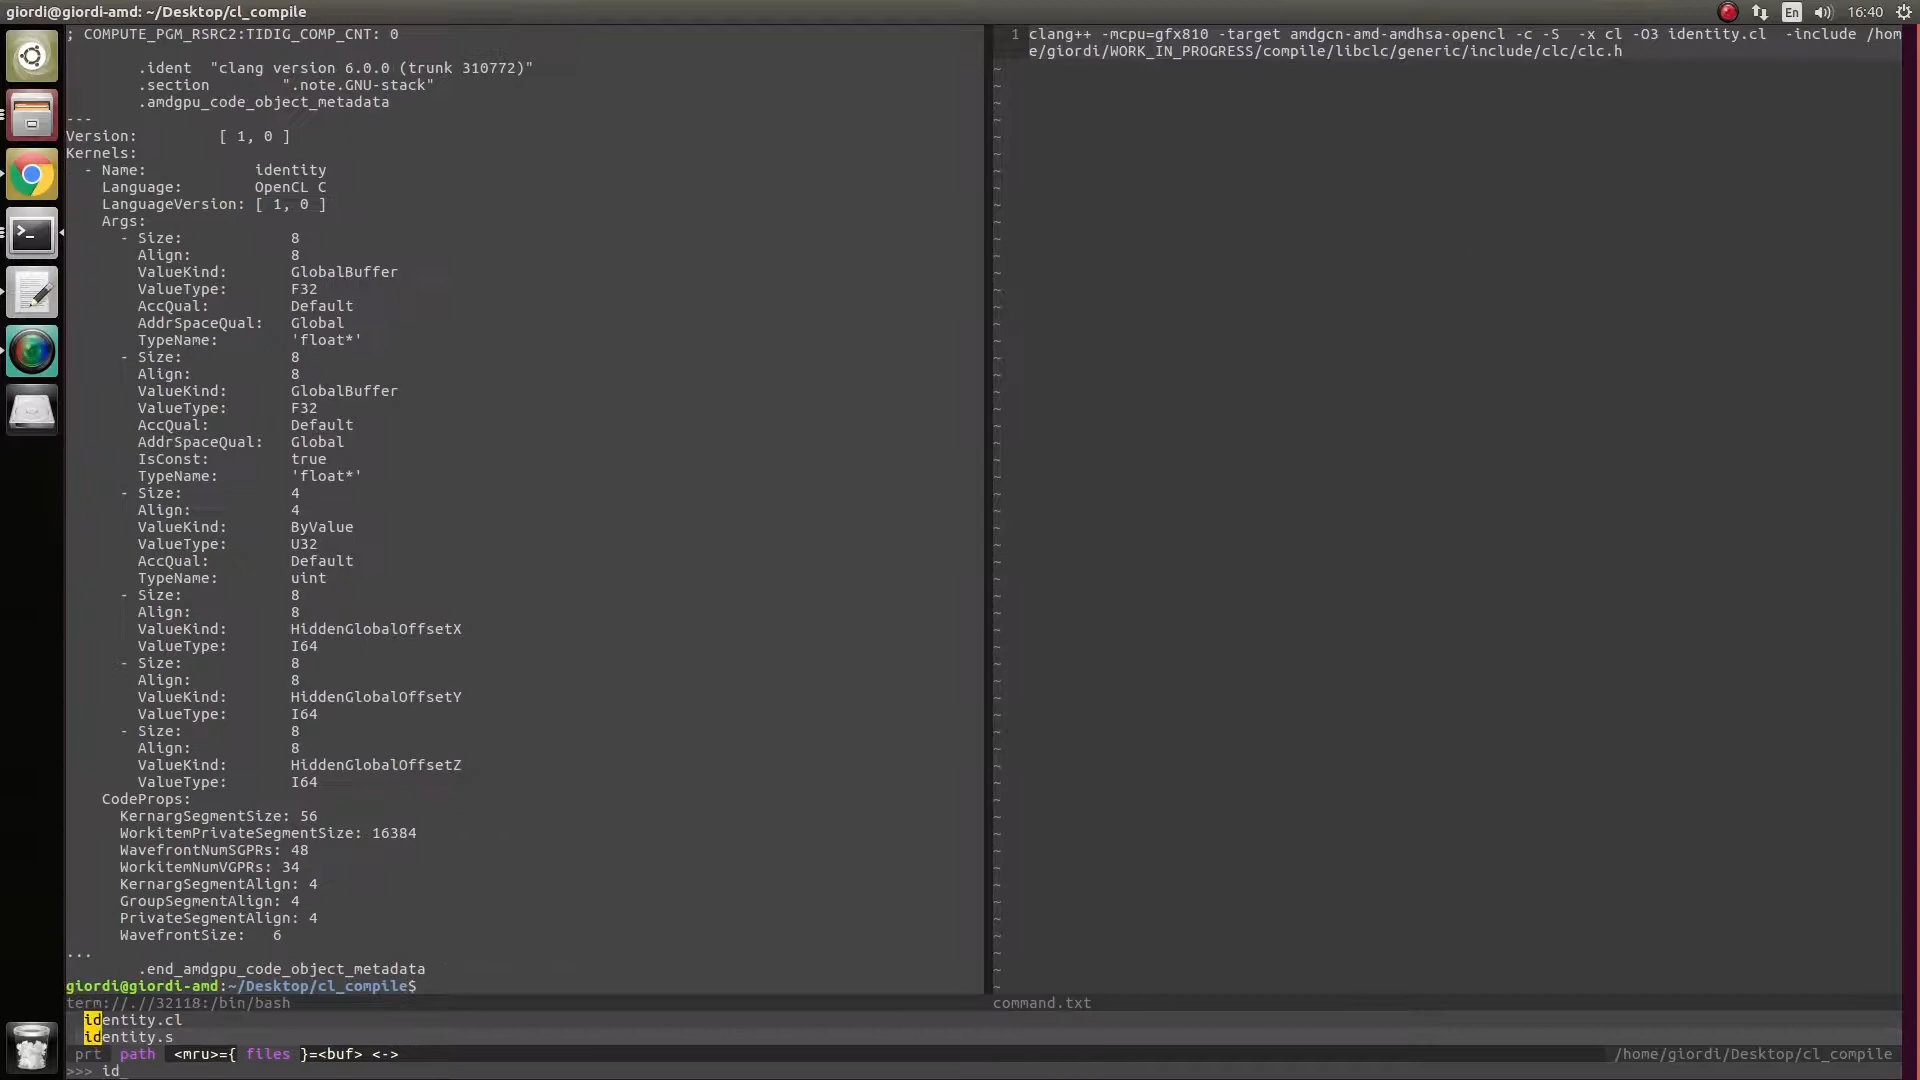 giordi@giordi-amd: ~/Desktop/cl_compile
En
16:40
; COMPUTE_PGM_RSRC2:TIDIG_COMP_CNT: 0
.ident "clang version 6.0.0 (trunk 310772)"
.section ".note.GNU-stack"
.amdgpu_code_object_metadata
---
Version: [ 1, 0 ]
Kernels:
- Name: identity
Language: OpenCL C
LanguageVersion: [ 1, 0 ]
Args:
- Size: 8
Align: 8
ValueKind: GlobalBuffer
ValueType: F32
AccQual: Default
AddrSpaceQual: Global
TypeName: 'float*'
- Size: 8
Align: 8
ValueKind: GlobalBuffer
ValueType: F32
AccQual: Default
AddrSpaceQual: Global
IsConst: true
TypeName: 'float*'
- Size: 4
Align: 4
ValueKind: ByValue
ValueType: U32
AccQual: Default
TypeName: uint
- Size: 8
Align: 8
ValueKind: HiddenGlobalOffsetX
ValueType: I64
- Size: 8
Align: 8
ValueKind: HiddenGlobalOffsetY
ValueType: I64
- Size: 8
Align: 8
ValueKind: HiddenGlobalOffsetZ
ValueType: I64
CodeProps:
KernargSegmentSize: 56
WorkitemPrivateSegmentSize: 16384
WavefrontNumSGPRs: 48
WorkitemNumVGPRs: 34
KernargSegmentAlign: 4
GroupSegmentAlign: 4
PrivateSegmentAlign: 4
WavefrontSize: 6
...
.end_amdgpu_code_object_metadata
giordi@giordi-amd:~/Desktop/cl_compile$
term://.//32118:/bin/bash
1 clang++ -mcpu=gfx810 -target amdgcn-amd-amdhsa-opencl -c -S -x cl -O3 identity.cl -include /hom
e/giordi/WORK_IN_PROGRESS/compile/libclc/generic/include/clc/clc.h
command.txt
identity.cl
identity.s
prt path <mru>={ files }=<buf> <-> /home/giordi/Desktop/cl_compile
>>> id_